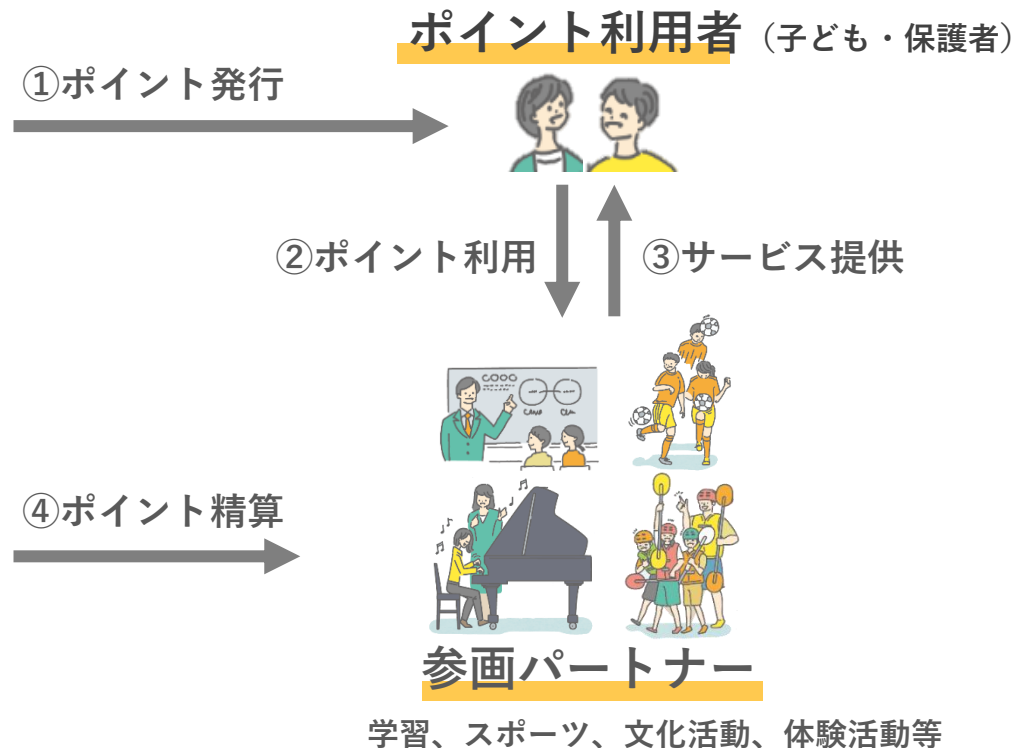 ポイント利用者（子ども・保護者）
①ポイント発行
②ポイント利用
③サービス提供
④ポイント精算
参画パートナー
学習、スポーツ、文化活動、体験活動等